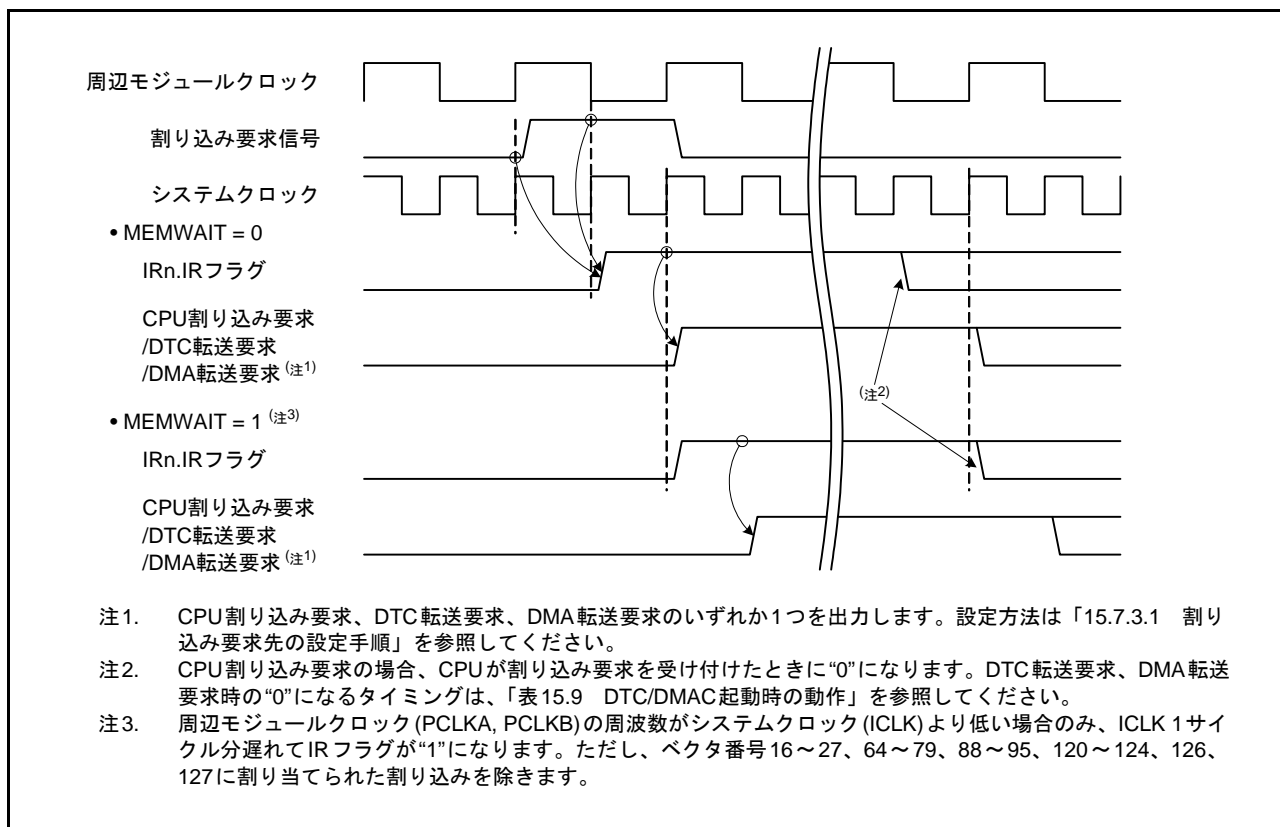 周辺モジュールクロック
割り込み要求信号
システムクロック
• MEMWAIT = 0
IRn.IRフラグ
CPU割り込み要求
/DTC転送要求
/DMA転送要求 (注1)
(注2)
• MEMWAIT = 1 (注3)
IRn.IRフラグ
CPU割り込み要求
/DTC転送要求
/DMA転送要求 (注1)
注1. CPU割り込み要求、DTC転送要求、DMA転送要求のいずれか1つを出力します。設定方法は「15.7.3.1 割り
込み要求先の設定手順」を参照してください。
注2. CPU割り込み要求の場合、CPUが割り込み要求を受け付けたときに“0”になります。DTC転送要求、DMA転送
要求時の“0”になるタイミングは、「表15.9 DTC/DMAC起動時の動作」を参照してください。
注3. 周辺モジュールクロック(PCLKA, PCLKB)の周波数がシステムクロック(ICLK)より低い場合のみ、ICLK 1サイ
クル分遅れてIRフラグが“1”になります。ただし、ベクタ番号16～27、64～79、88～95、120～124、126、
127に割り当てられた割り込みを除きます。